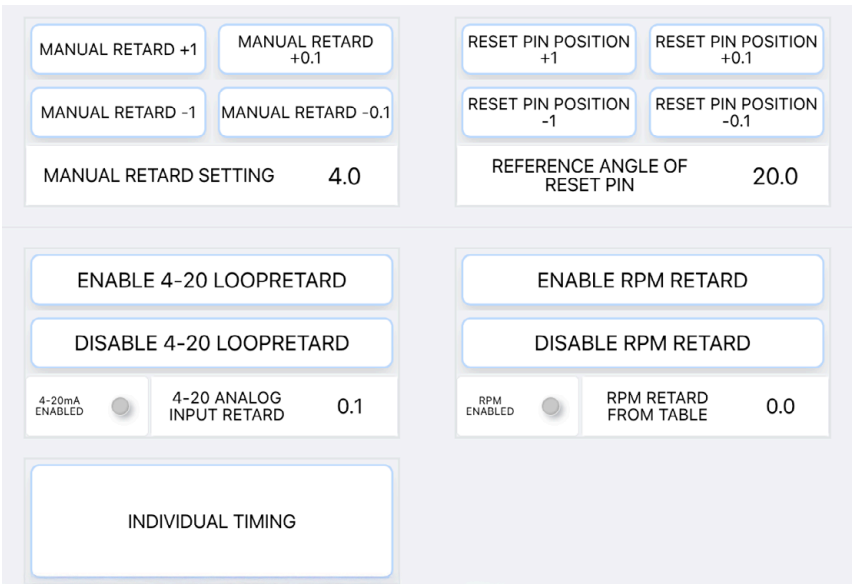 MANUAL RETARD +1
MANUAL RETARD
+0.1
MANUAL RETARD -1
MANUAL RETARD -0.1
MANUAL RETARD SETTING
4.0
RESET PIN POSITION
+1
RESET PIN POSITION
+0.1
RESET PIN POSITION
-1
RESET PIN POSITION
-0.1
REFERENCE ANGLE OF
RESET PIN
20.0
ENABLE 4-20 LOOPRETARD
DISABLE 4-20 LOOPRETARD
4-20mA
ENABLED
4-20 ANALOG
INPUT RETARD
0.1
ENABLE RPM RETARD
DISABLE RPM RETARD
RPM
ENABLED
RPM RETARD
FROM TABLE
0.0
INDIVIDUAL TIMING